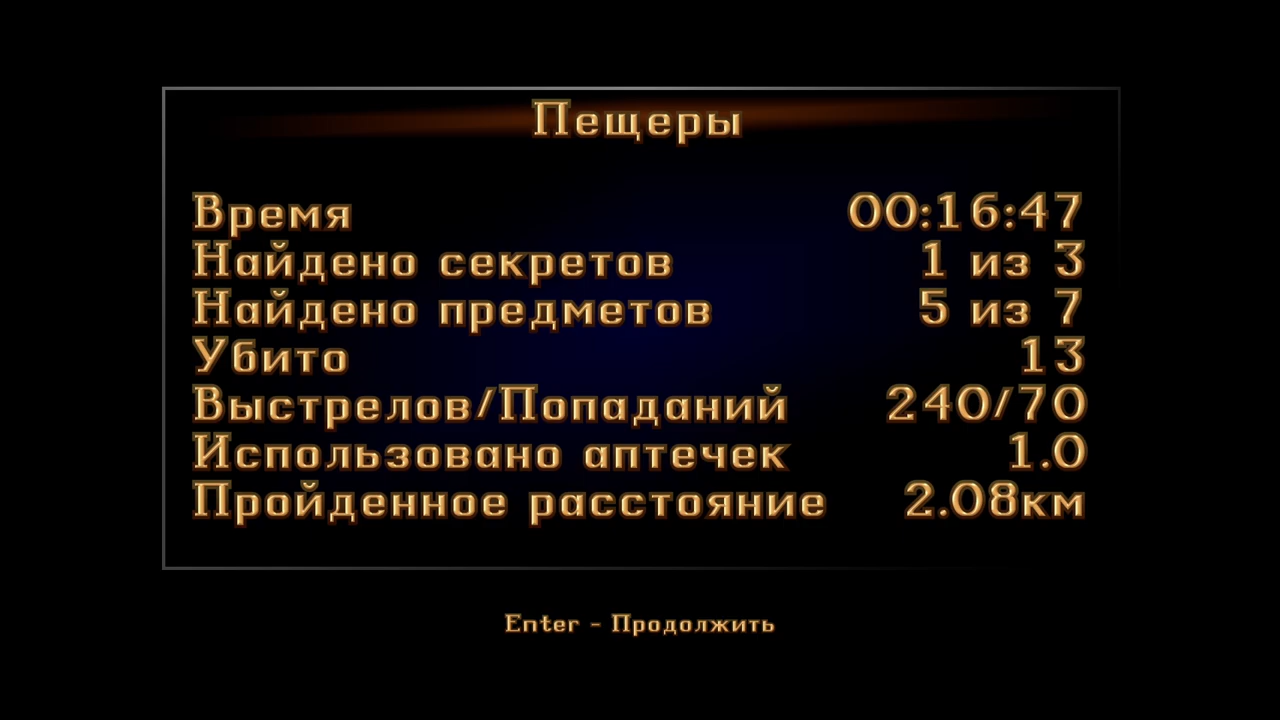 Пещеры
Время 00:16:47
Найдено секретов 1 из 3
Найдено предметов 5 из 7
Убито 13
Выстрелов/Попаданий 240/70
Использовано аптечек 1.0
Пройденное расстояние 2.08км
Enter - Продолжить